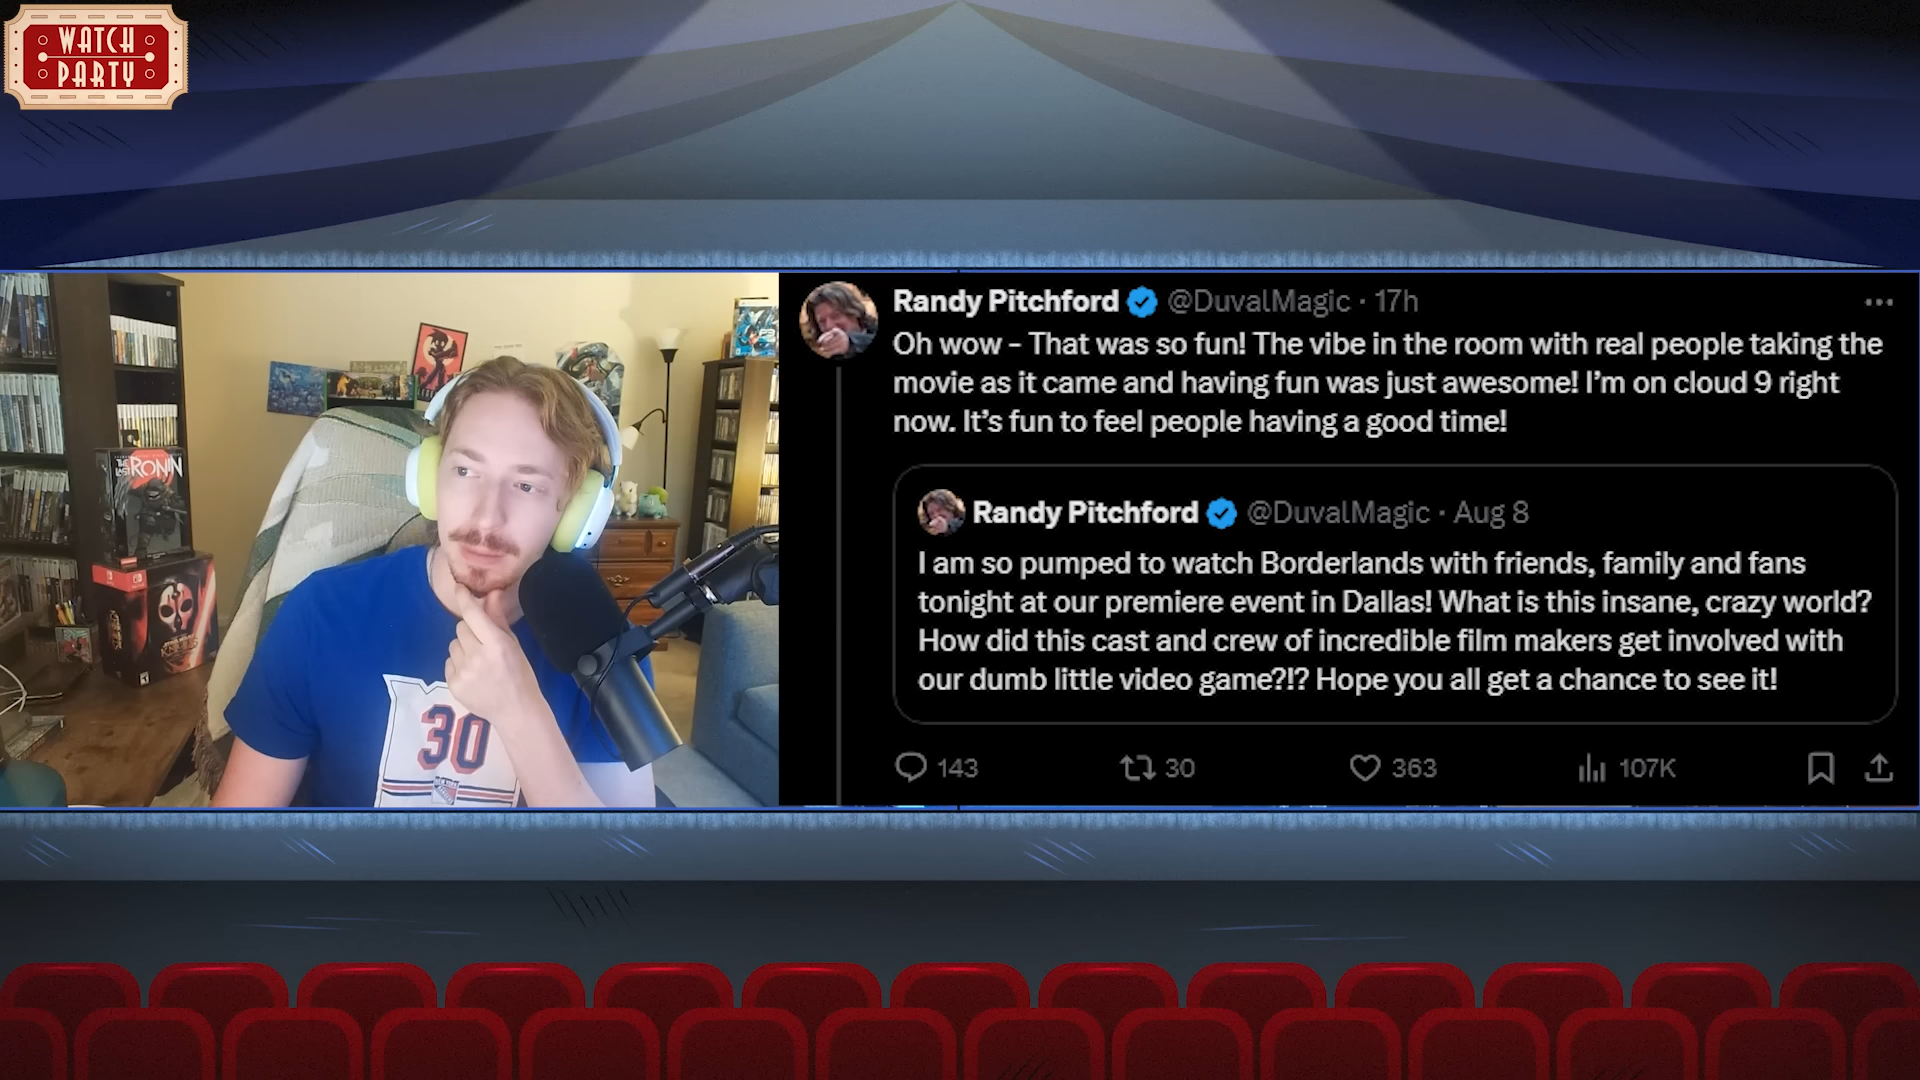 WATCH
PARTY
THE LAST RONIN
30
Randy Pitchford @DuvalMagic · 17h
Oh wow – That was so fun! The vibe in the room with real people taking the
movie as it came and having fun was just awesome! I’m on cloud 9 right
now. It’s fun to feel people having a good time!
Randy Pitchford @DuvalMagic · Aug 8
I am so pumped to watch Borderlands with friends, family and fans
tonight at our premiere event in Dallas! What is this insane, crazy world?
How did this cast and crew of incredible film makers get involved with
our dumb little video game?!? Hope you all get a chance to see it!
143 30 363 107K